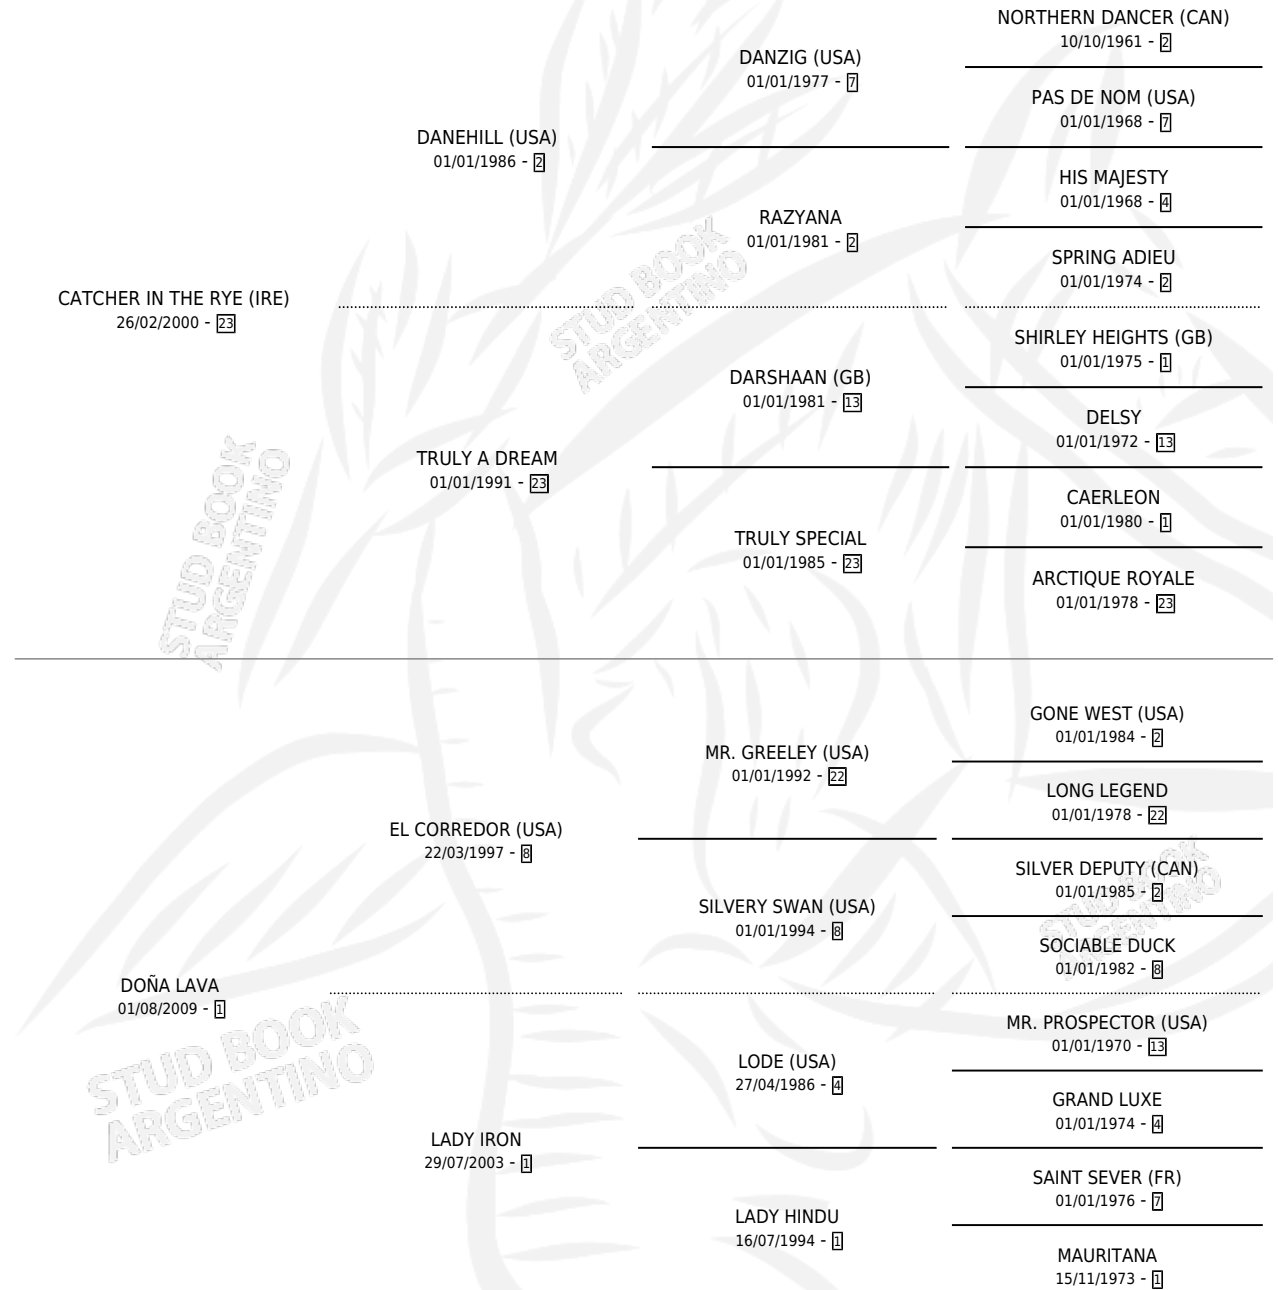 NORTHERN DANCER (CAN)
10/10/1961 - 2
DANZIG (USA)
01/01/1977 - 7
PAS DE NOM (USA)
01/01/1968 - 7
DANEHILL (USA)
01/01/1986 - 2
HIS MAJESTY
01/01/1968 - 4
RAZYANA
01/01/1981 - 2
SPRING ADIEU
01/01/1974 - 2
CATCHER IN THE RYE (IRE)
26/02/2000 - 23
SHIRLEY HEIGHTS (GB)
01/01/1975 - 1
DARSHAAN (GB)
01/01/1981 - 13
DELSY
01/01/1972 - 13
TRULY A DREAM
01/01/1991 - 23
CAERLEON
01/01/1980 - 1
TRULY SPECIAL
01/01/1985 - 23
ARCTIQUE ROYALE
01/01/1978 - 23
STUD BOOK
ARGENTINO
STUD BOOK
ARGENTINO
GONE WEST (USA)
01/01/1984 - 2
MR. GREELEY (USA)
01/01/1992 - 22
LONG LEGEND
01/01/1978 - 22
EL CORREDOR (USA)
22/03/1997 - 8
SILVER DEPUTY (CAN)
01/01/1985 - 2
SILVERY SWAN (USA)
01/01/1994 - 8
SOCIABLE DUCK
01/01/1982 - 8
DOÑA LAVA
01/08/2009 - 1
MR. PROSPECTOR (USA)
01/01/1970 - 13
LODE (USA)
27/04/1986 - 4
GRAND LUXE
01/01/1974 - 4
LADY IRON
29/07/2003 - 1
SAINT SEVER (FR)
01/01/1976 - 7
LADY HINDU
16/07/1994 - 1
MAURITANA
15/11/1973 - 1
STUD BOOK
ARGENTINO
STUD BOOK
ARGENTINO